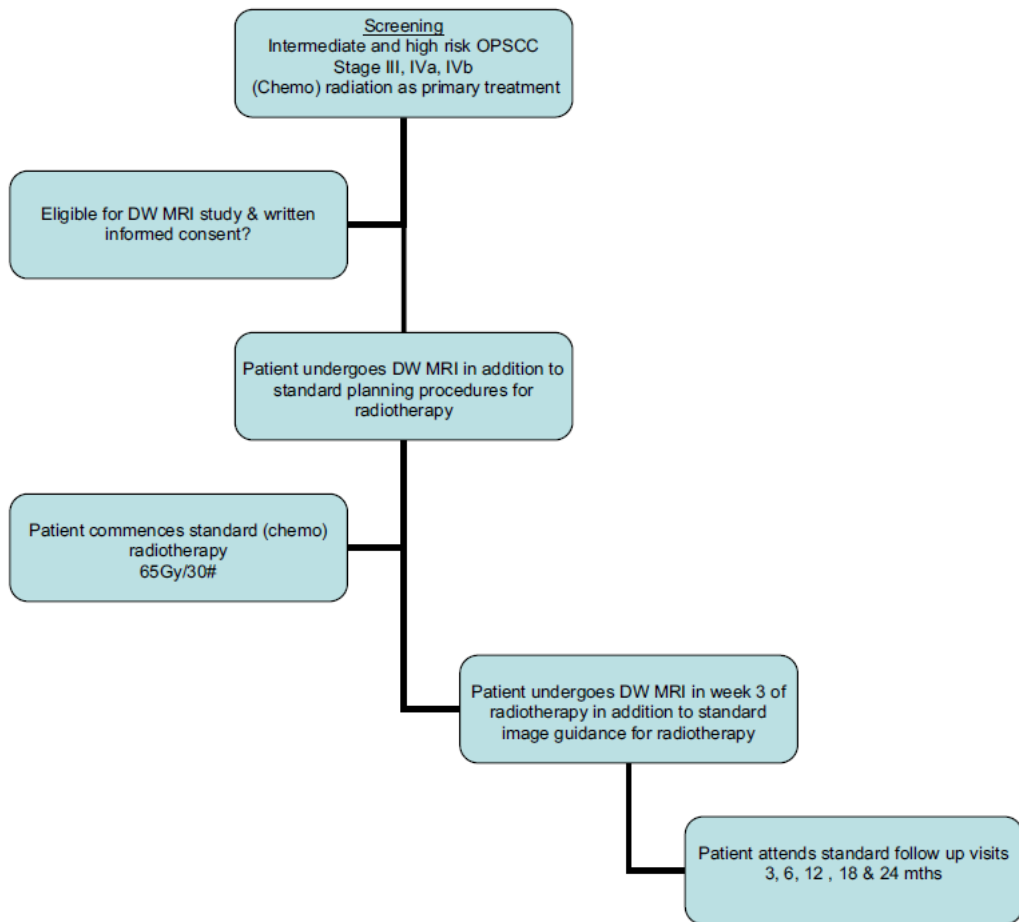 Screening
Intermediate and high risk OPSCC
Stage III, IVa, IVb
(Chemo) radiation as primary treatment
Eligible for DW MRI study & written
informed consent?
Patient undergoes DW MRI in addition to
standard planning procedures for
radiotherapy
Patient commences standard (chemo)
radiotherapy
65Gy/30#
Patient undergoes DW MRI in week 3 of
radiotherapy in addition to standard
image guidance for radiotherapy
Patient attends standard follow up visits
3, 6, 12 , 18 & 24 mths